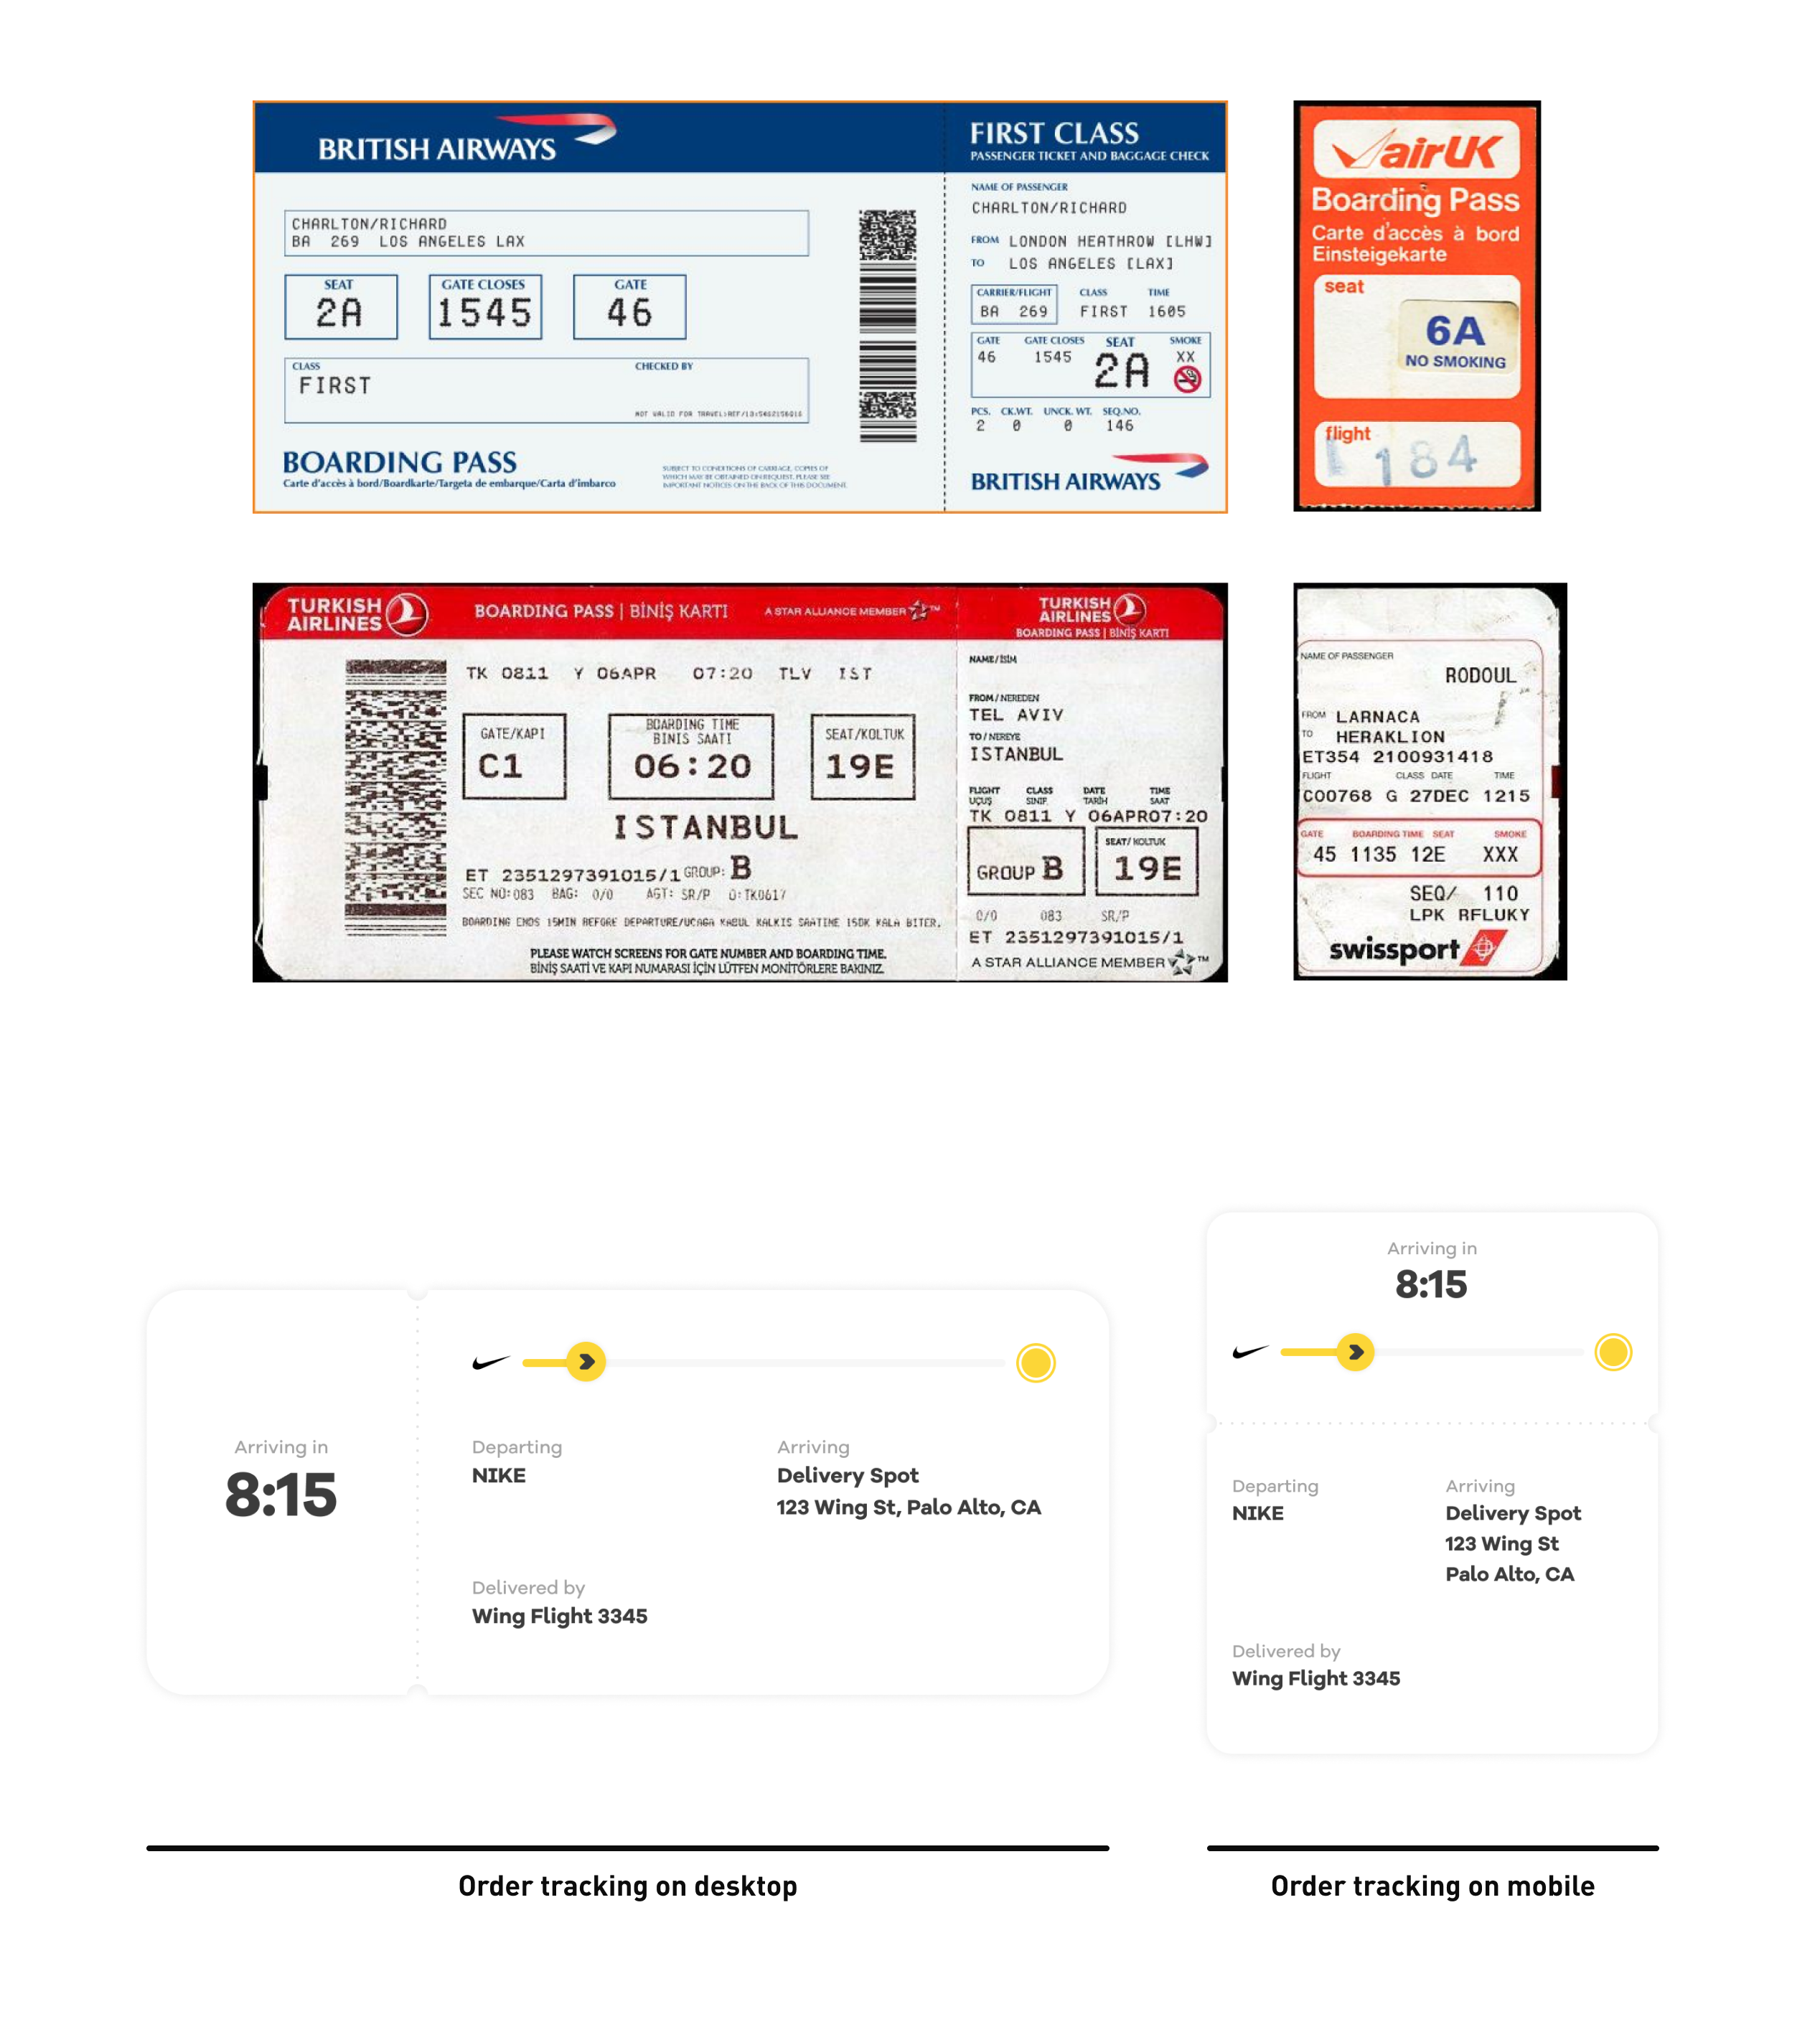 BRITISH AIRWAYS
CHARLTON/RICHARD
BA 269 LOS ANGELES LAX
SEAT
2A
GATE CLOSES
1545
GATE
46
CLASS
FIRST
CHECKED BY
BOARDING PASS
Carte d'accès à bord/Boardkarte/Targeta de embarque/Carta d'imbarco
SUBJECT TO CONDITIONS OF CARRIAGE, COPIES OF
WHICH MAY BE OBTAINED ON REQUEST. PLEASE SEE
IMPORTANT NOTICES ON THE BACK OF THIS DOCUMENT.
FIRST CLASS
PASSENGER TICKET AND BAGGAGE CHECK
NAME OF PASSENGER
CHARLTON/RICHARD
FROM LONDON HEATHROW [LHW]
TO LOS ANGELES [LAX]
CARRIER/FLIGHT CLASS TIME
BA 269 FIRST 1605
GATE GATE CLOSES SEAT SMOKE
46 1545 2A XX
PCS. CK.WT. UNCK. WT. SEQ.NO.
2 0 0 146
BRITISH AIRWAYS
airUK
Boarding Pass
Carte d'accès à bord
Einsteigekarte
seat
6A
NO SMOKING
flight
184
TURKISH
AIRLINES
BOARDING PASS | BİNİŞ KARTI
A STAR ALLIANCE MEMBER TM
TK 0811 Y 06APR 07:20 TLV IST
GATE/KAPI
C1
BOARDING TIME
BINIS SAATI
06:20
SEAT/KOLTUK
19E
ISTANBUL
ET 2351297391015/1 GROUP: B
SEC NO:083 BAG: 0/0 AGT: SR/P O:TK0617
BOARDING ENDS 15MIN BEFORE DEPARTURE/UCAGA KABUL KALKIS SAATINE 15DK KALA BITER.
PLEASE WATCH SCREENS FOR GATE NUMBER AND BOARDING TIME.
BİNİŞ SAATİ VE KAPI NUMARASI İÇİN LÜTFEN MONİTÖRLERE BAKINIZ.
TURKISH
AIRLINES
BOARDING PASS | BİNİŞ KARTI
NAME/İSİM
FROM/NEREDEN
TEL AVIV
TO/NEREYE
ISTANBUL
FLIGHT CLASS DATE TIME
UÇUŞ SINIF TARİH SAAT
TK 0811 Y 06APR07:20
GROUP B
SEAT/KOLTUK
19E
0/0 083 SR/P
ET 2351297391015/1
A STAR ALLIANCE MEMBER TM
NAME OF PASSENGER
RODOUL
FROM LARNACA
TO HERAKLION
ET354 2100931418
FLIGHT CLASS DATE TIME
CO0768 G 27DEC 1215
GATE BOARDING TIME SEAT SMOKE
45 1135 12E XXX
SEQ/ 110
LPK RFLUKY
swissport
Arriving in
8:15
Departing
NIKE
Arriving
Delivery Spot
123 Wing St, Palo Alto, CA
Delivered by
Wing Flight 3345
Arriving in
8:15
Departing
NIKE
Arriving
Delivery Spot
123 Wing St
Palo Alto, CA
Delivered by
Wing Flight 3345
Order tracking on desktop
Order tracking on mobile